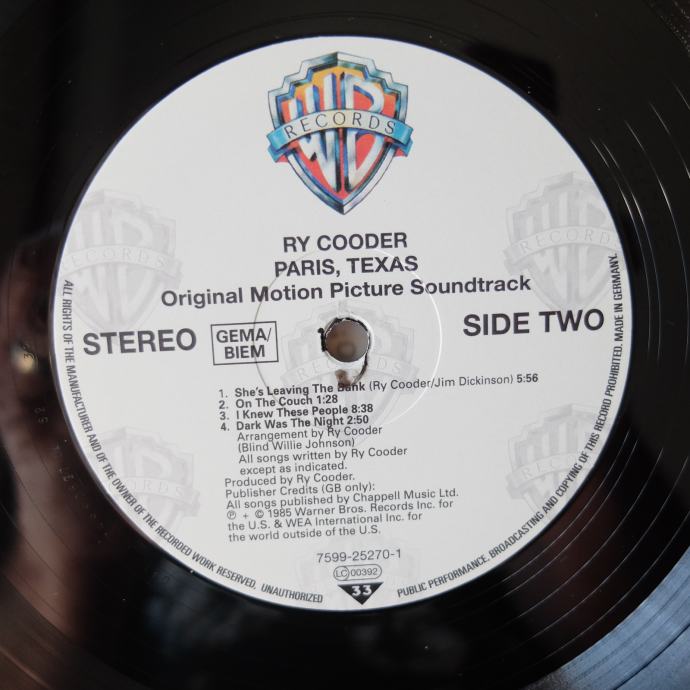 WB
RECORDS
RY COODER
PARIS, TEXAS
Original Motion Picture Soundtrack
STEREO
GEMA/
BIEM
SIDE TWO
1. She's Leaving The Bank (Ry Cooder/Jim Dickinson) 5:56
2. On The Couch 1:28
3. I Knew These People 8:38
4. Dark Was The Night 2:50
Arrangement by Ry Cooder
(Blind Willie Johnson)
All songs written by Ry Cooder
except as indicated.
Produced by Ry Cooder.
Publisher Credits (GB only):
All songs published by Chappell Music Ltd.
℗ + © 1985 Warner Bros. Records Inc. for
the U.S. & WEA International Inc. for
the world outside of the U.S.
7599-25270-1
LC 00392
33
ALL RIGHTS OF THE MANUFACTURER AND OF THE OWNER OF THE RECORDED WORK RESERVED, UNAUTHORIZED PUBLIC PERFORMANCE, BROADCASTING AND COPYING OF THIS RECORD PROHIBITED. MADE IN GERMANY.